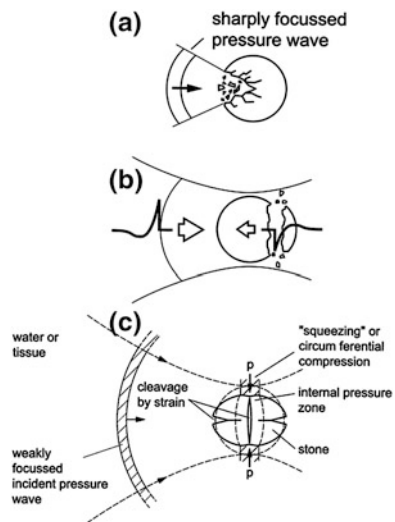 (a)
sharply focussed
pressure wave
(b)
(c)
water or
tissue
"squeezing" or
circum ferential
compression
p
cleavage
by strain
internal pressure
zone
stone
weakly
focussed
incident pressure
wave
p